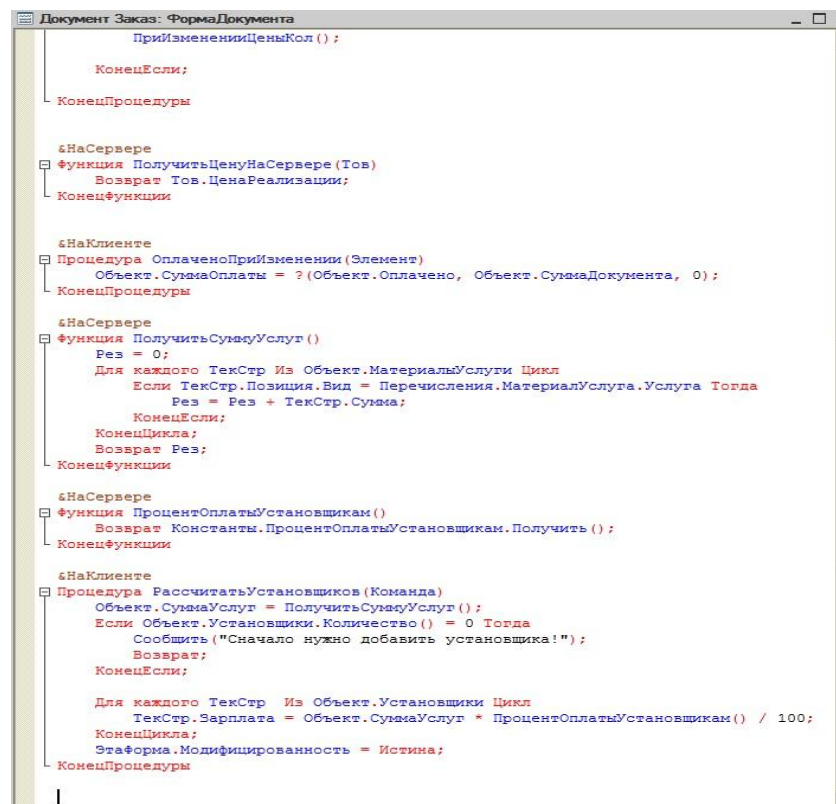 Документ Заказ: ФормаДокумента
ПриИзмененииЦеныКол();
КонецЕсли;
КонецПроцедуры
&НаСервере
Функция ПолучитьЦенуНаСервере(Тов)
Возврат Тов.ЦенаРеализации;
КонецФункции
&НаКлиенте
Процедура ОплаченоПриИзменении(Элемент)
Объект.СуммаОплаты = ?(Объект.Оплачено, Объект.СуммаДокумента, 0);
КонецПроцедуры
&НаСервере
Функция ПолучитьСуммуУслуг()
Рез = 0;
Для каждого ТекСтр Из Объект.МатериалыУслуги Цикл
Если ТекСтр.Позиция.Вид = Перечисления.МатериалУслуга.Услуга Тогда
Рез = Рез + ТекСтр.Сумма;
КонецЕсли;
КонецЦикла;
Возврат Рез;
КонецФункции
&НаСервере
Функция ПроцентОплатыУстановщикам()
Возврат Константы.ПроцентОплатыУстановщикам.Получить();
КонецФункции
&НаКлиенте
Процедура РассчитатьУстановщиков(Команда)
Объект.СуммаУслуг = ПолучитьСуммуУслуг();
Если Объект.Установщики.Количество() = 0 Тогда
Сообщить("Сначало нужно добавить установщика!");
Возврат;
КонецЕсли;
Для каждого ТекСтр Из Объект.Установщики Цикл
ТекСтр.Зарплата = Объект.СуммаУслуг * ПроцентОплатыУстановщикам() / 100;
КонецЦикла;
ЭтаФорма.Модифицированность = Истина;
КонецПроцедуры